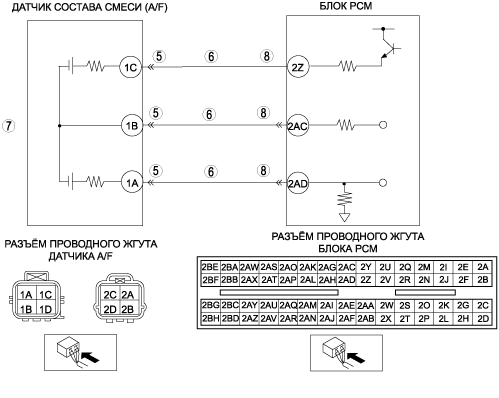 ДАТЧИК СОСТАВА СМЕСИ (A/F)
БЛОК PCM
1C 5 6 8 2Z
7
1B 5 6 8 2AC
1A 5 6 8 2AD
РАЗЪЁМ ПРОВОДНОГО ЖГУТА
ДАТЧИКА A/F
РАЗЪЁМ ПРОВОДНОГО ЖГУТА
БЛОКА PCM
1A 1C
1B 1D
2C 2A
2D 2B
2BE 2BA 2AW 2AS 2AO 2AK 2AG 2AC 2Y 2U 2Q 2M 2I 2E 2A
2BF 2BB 2AX 2AT 2AP 2AL 2AH 2AD 2Z 2V 2R 2N 2J 2F 2B
2BG 2BC 2AY 2AU 2AQ 2AM 2AI 2AE 2AA 2W 2S 2O 2K 2G 2C
2BH 2BD 2AZ 2AV 2AR 2AN 2AJ 2AF 2AB 2X 2T 2P 2L 2H 2D